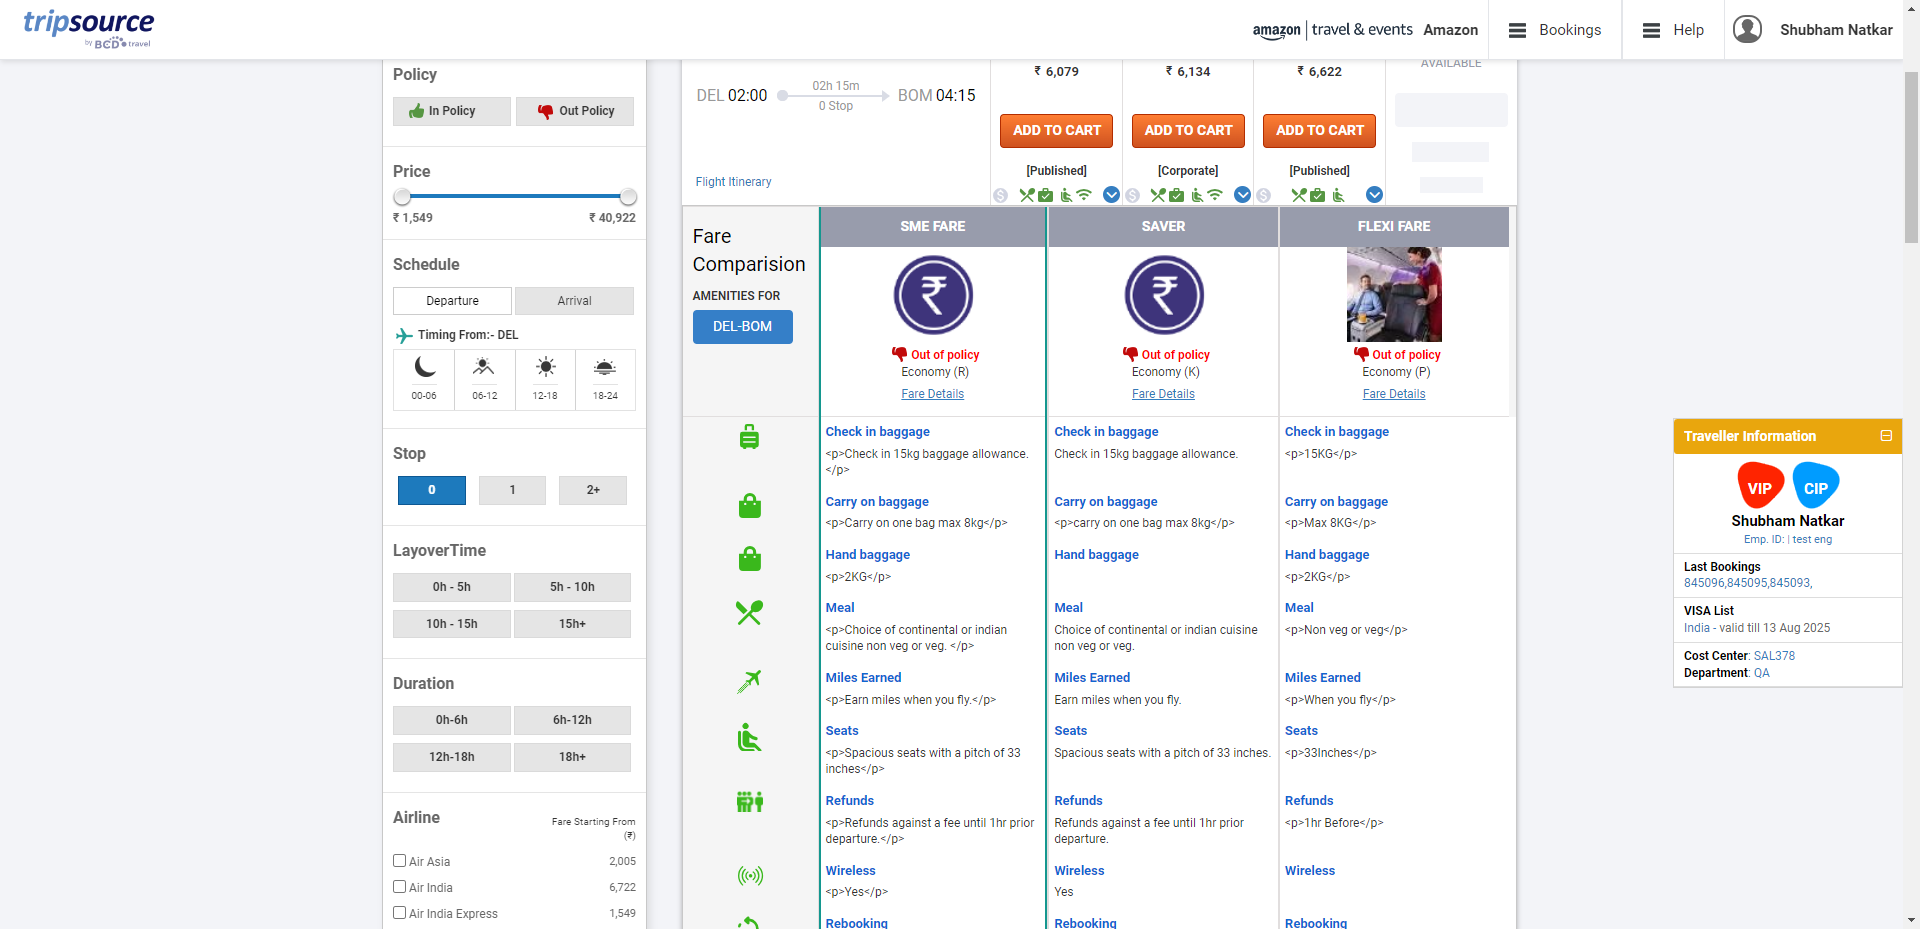 tripsource
by BCD travel
amazon | travel & events
Amazon
Bookings
Help
Shubham Natkar
Policy
In Policy
Out Policy
Price
₹ 1,549
₹ 40,922
Schedule
Departure
Arrival
Timing From:- DEL
00-06
06-12
12-18
18-24
Stop
0
1
2+
LayoverTime
0h - 5h
5h - 10h
10h - 15h
15h+
Duration
0h-6h
6h-12h
12h-18h
18h+
Airline
Fare Starting From
(₹)
Air Asia
2,005
Air India
6,722
Air India Express
1,549
DEL 02:00
02h 15m
0 Stop
BOM 04:15
Flight Itinerary
₹ 6,079
ADD TO CART
[Published]
₹ 6,134
ADD TO CART
[Corporate]
₹ 6,622
ADD TO CART
[Published]
AVAILABLE
Fare
Comparision
AMENITIES FOR
DEL-BOM
SME FARE
SAVER
FLEXI FARE
Out of policy
Economy (R)
Fare Details
Out of policy
Economy (K)
Fare Details
Out of policy
Economy (P)
Fare Details
Check in baggage
<p>Check in 15kg baggage allowance.
</p>
Check in baggage
Check in 15kg baggage allowance.
Check in baggage
<p>15KG</p>
Carry on baggage
<p>Carry on one bag max 8kg</p>
Carry on baggage
<p>carry on one bag max 8kg</p>
Carry on baggage
<p>Max 8KG</p>
Hand baggage
<p>2KG</p>
Hand baggage
Hand baggage
<p>2KG</p>
Meal
<p>Choice of continental or indian
cuisine non veg or veg. </p>
Meal
Choice of continental or indian cuisine
non veg or veg.
Meal
<p>Non veg or veg</p>
Miles Earned
<p>Earn miles when you fly.</p>
Miles Earned
Earn miles when you fly.
Miles Earned
<p>When you fly</p>
Seats
<p>Spacious seats with a pitch of 33
inches</p>
Seats
Spacious seats with a pitch of 33 inches.
Seats
<p>33Inches</p>
Refunds
<p>Refunds against a fee until 1hr prior
departure.</p>
Refunds
Refunds against a fee until 1hr prior
departure.
Refunds
<p>1hr Before</p>
Wireless
<p>Yes</p>
Wireless
Yes
Wireless
Rebooking
Rebooking
Rebooking
Traveller Information
VIP
CIP
Shubham Natkar
Emp. ID: | test eng
Last Bookings
845096,845095,845093,
VISA List
India - valid till 13 Aug 2025
Cost Center: SAL378
Department: QA